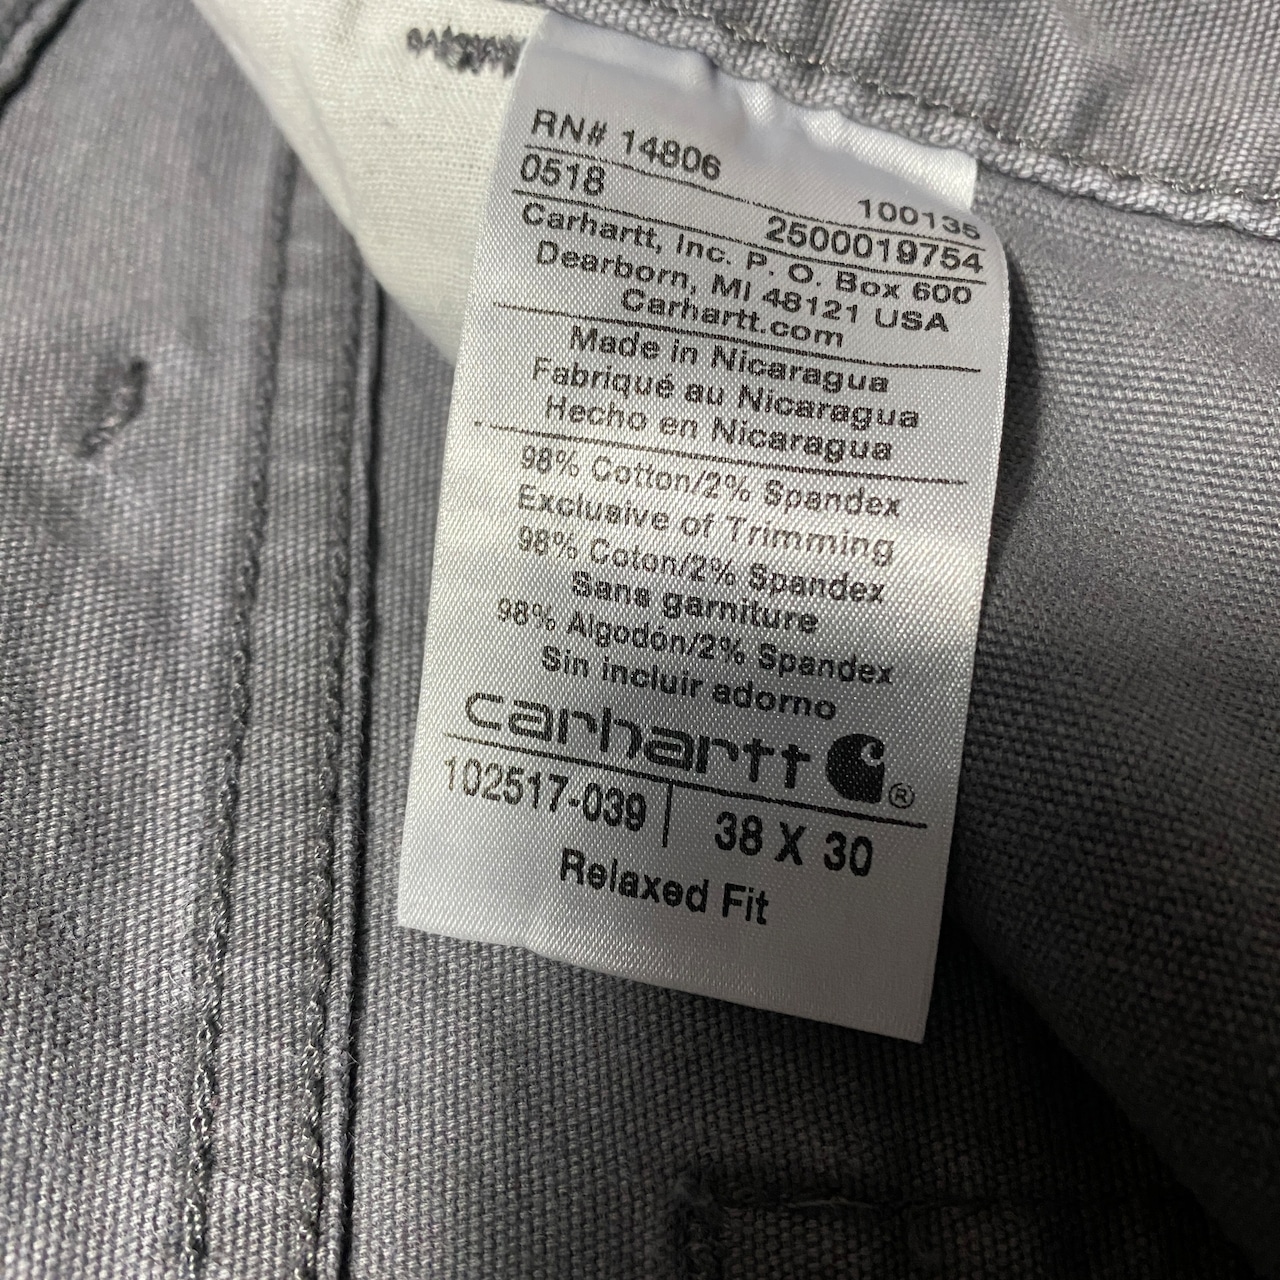 RN# 14806
100135
0518
2500019754
Carhartt, Inc. P. O. Box 600
Dearborn, MI 48121 USA
Carhartt.com
Made in Nicaragua
Fabriqué au Nicaragua
Hecho en Nicaragua
98% Cotton/2% Spandex
Exclusive of Trimming
98% Coton/2% Spandex
Sans garniture
98% Algodón/2% Spandex
Sin incluir adorno
carhartt ®
102517-039 | 38 X 30
Relaxed Fit